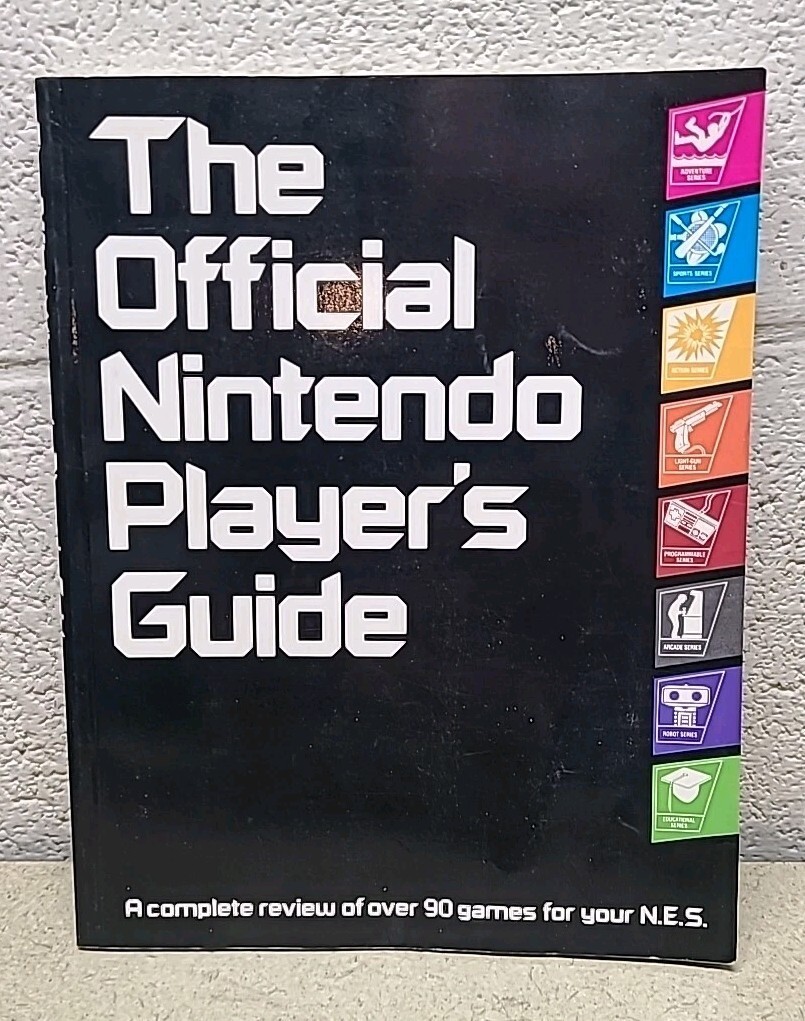 The
Official
Nintendo
Player's
Guide
ADVENTURE
SERIES
SPORTS SERIES
ACTION SERIES
LIGHT-GUN
SERIES
PROGRAMMABLE
SERIES
ARCADE SERIES
ROBOT SERIES
EDUCATIONAL
SERIES
A complete review of over 90 games for your N.E.S.